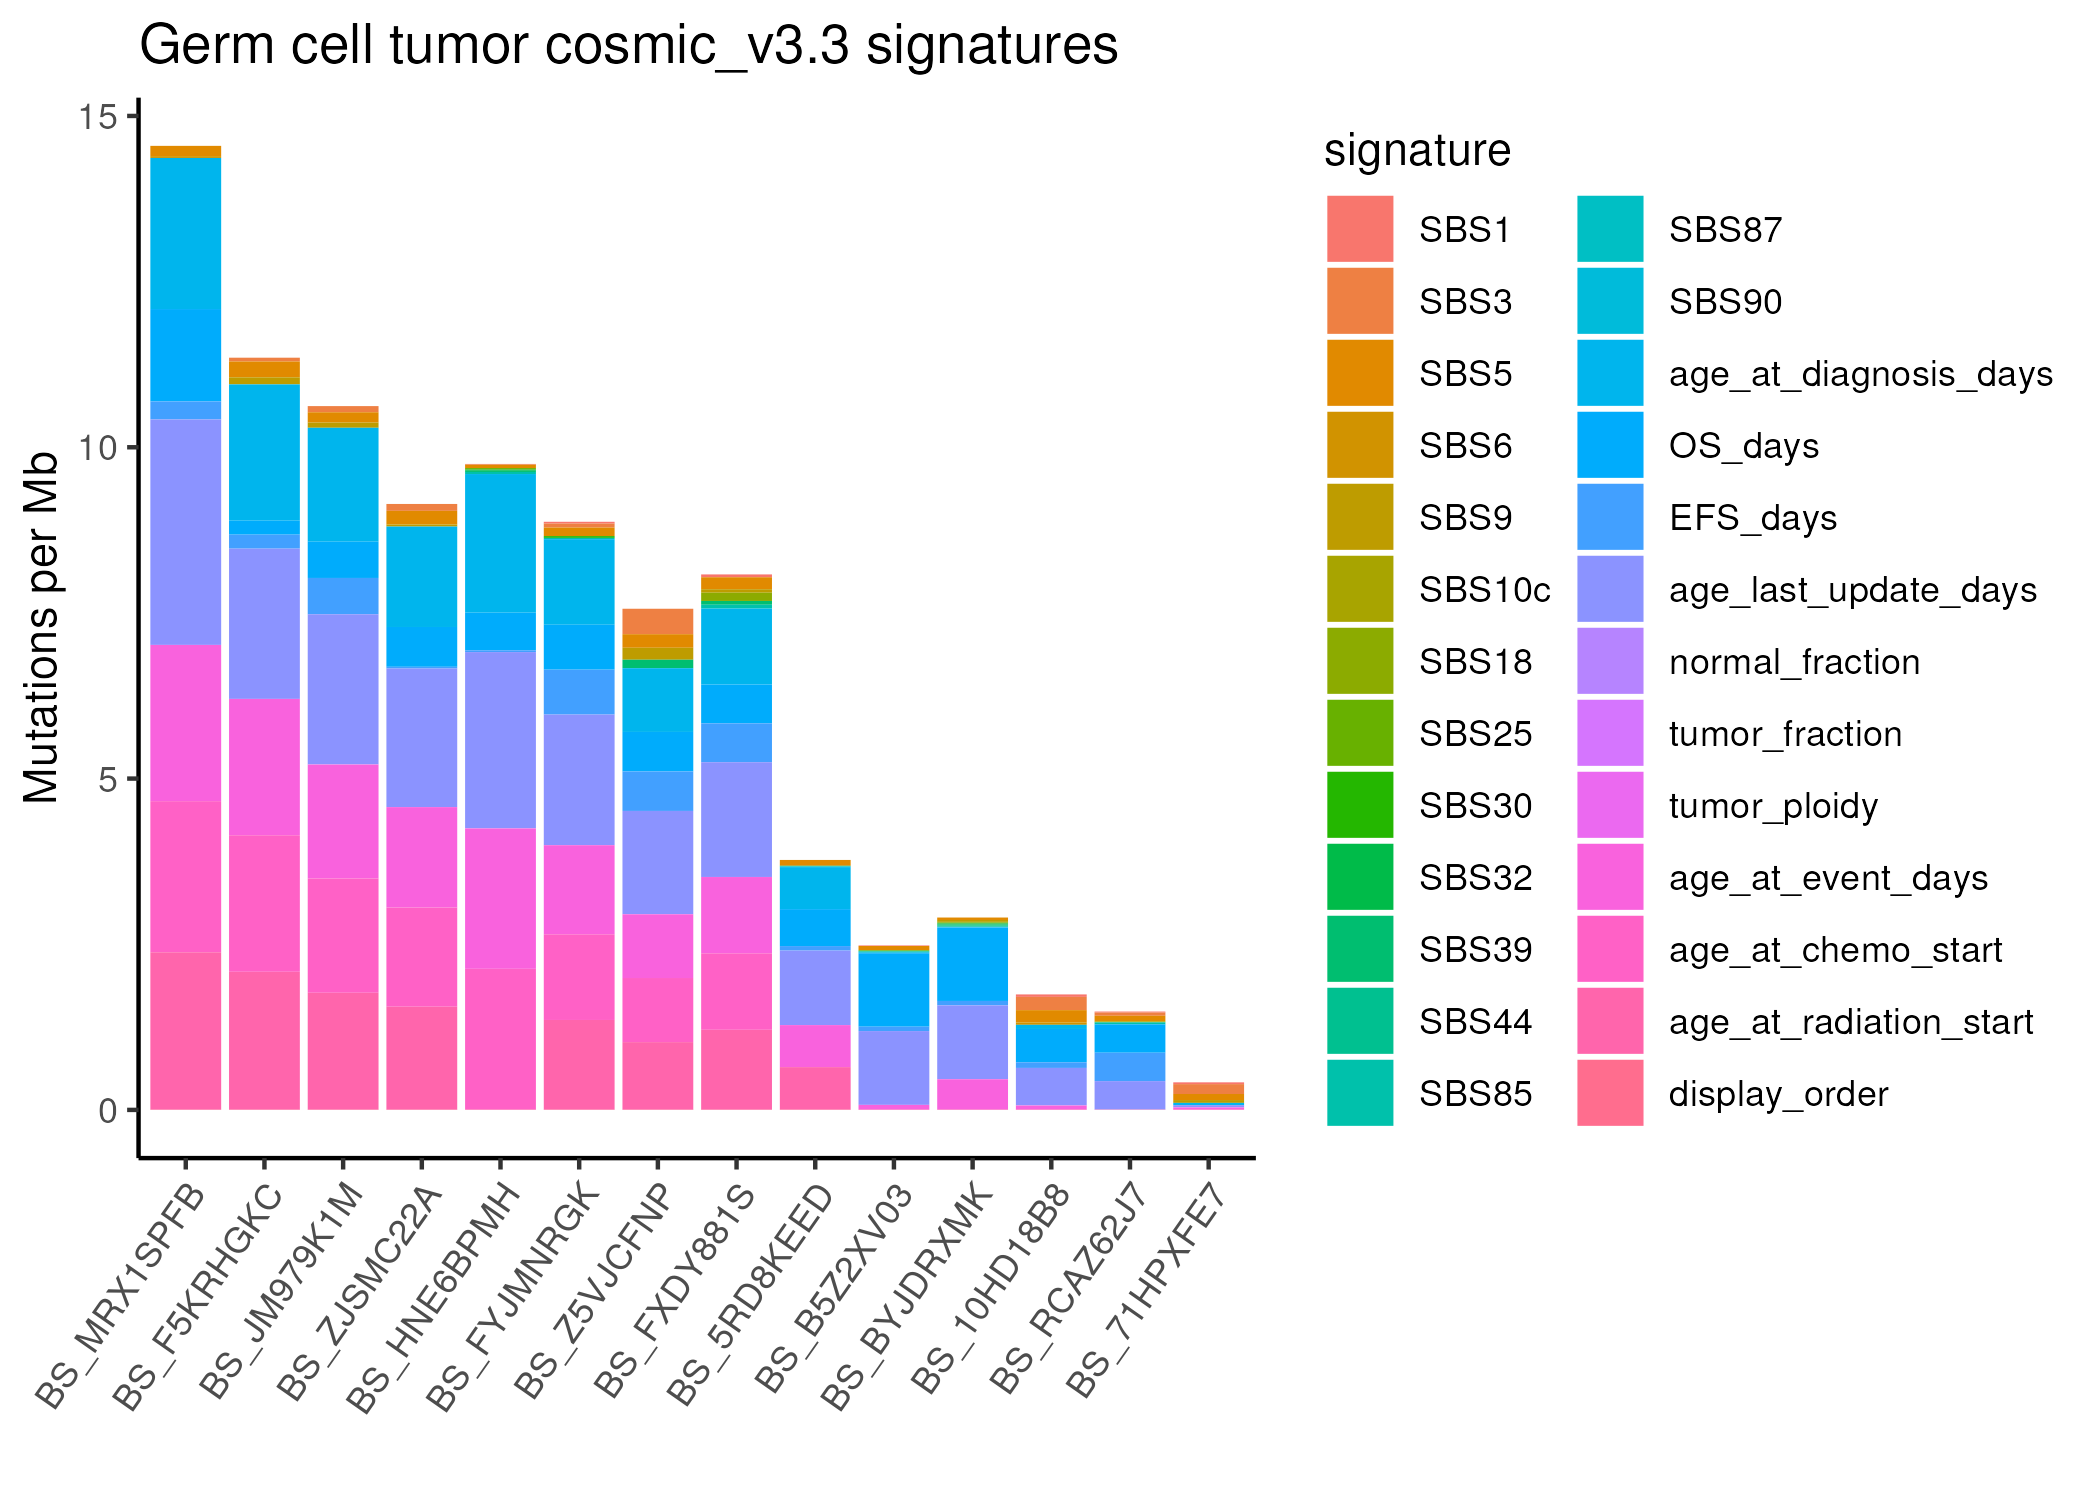 Germ cell tumor cosmic_v3.3 signatures
Mutations per Mb
15
10
5
0
BS_MRX1SPFB
BS_F5KRHGKC
BS_JM979K1M
BS_ZJSMC22A
BS_HNE6BPMH
BS_FYJMNRGK
BS_Z5VJCFNP
BS_FXDY881S
BS_5RD8KEED
BS_B5Z2XV03
BS_BYJDRXMK
BS_10HD18B8
BS_RCAZ62J7
BS_71HPXFE7
signature
SBS1
SBS3
SBS5
SBS6
SBS9
SBS10c
SBS18
SBS25
SBS30
SBS32
SBS39
SBS44
SBS85
SBS87
SBS90
age_at_diagnosis_days
OS_days
EFS_days
age_last_update_days
normal_fraction
tumor_fraction
tumor_ploidy
age_at_event_days
age_at_chemo_start
age_at_radiation_start
display_order